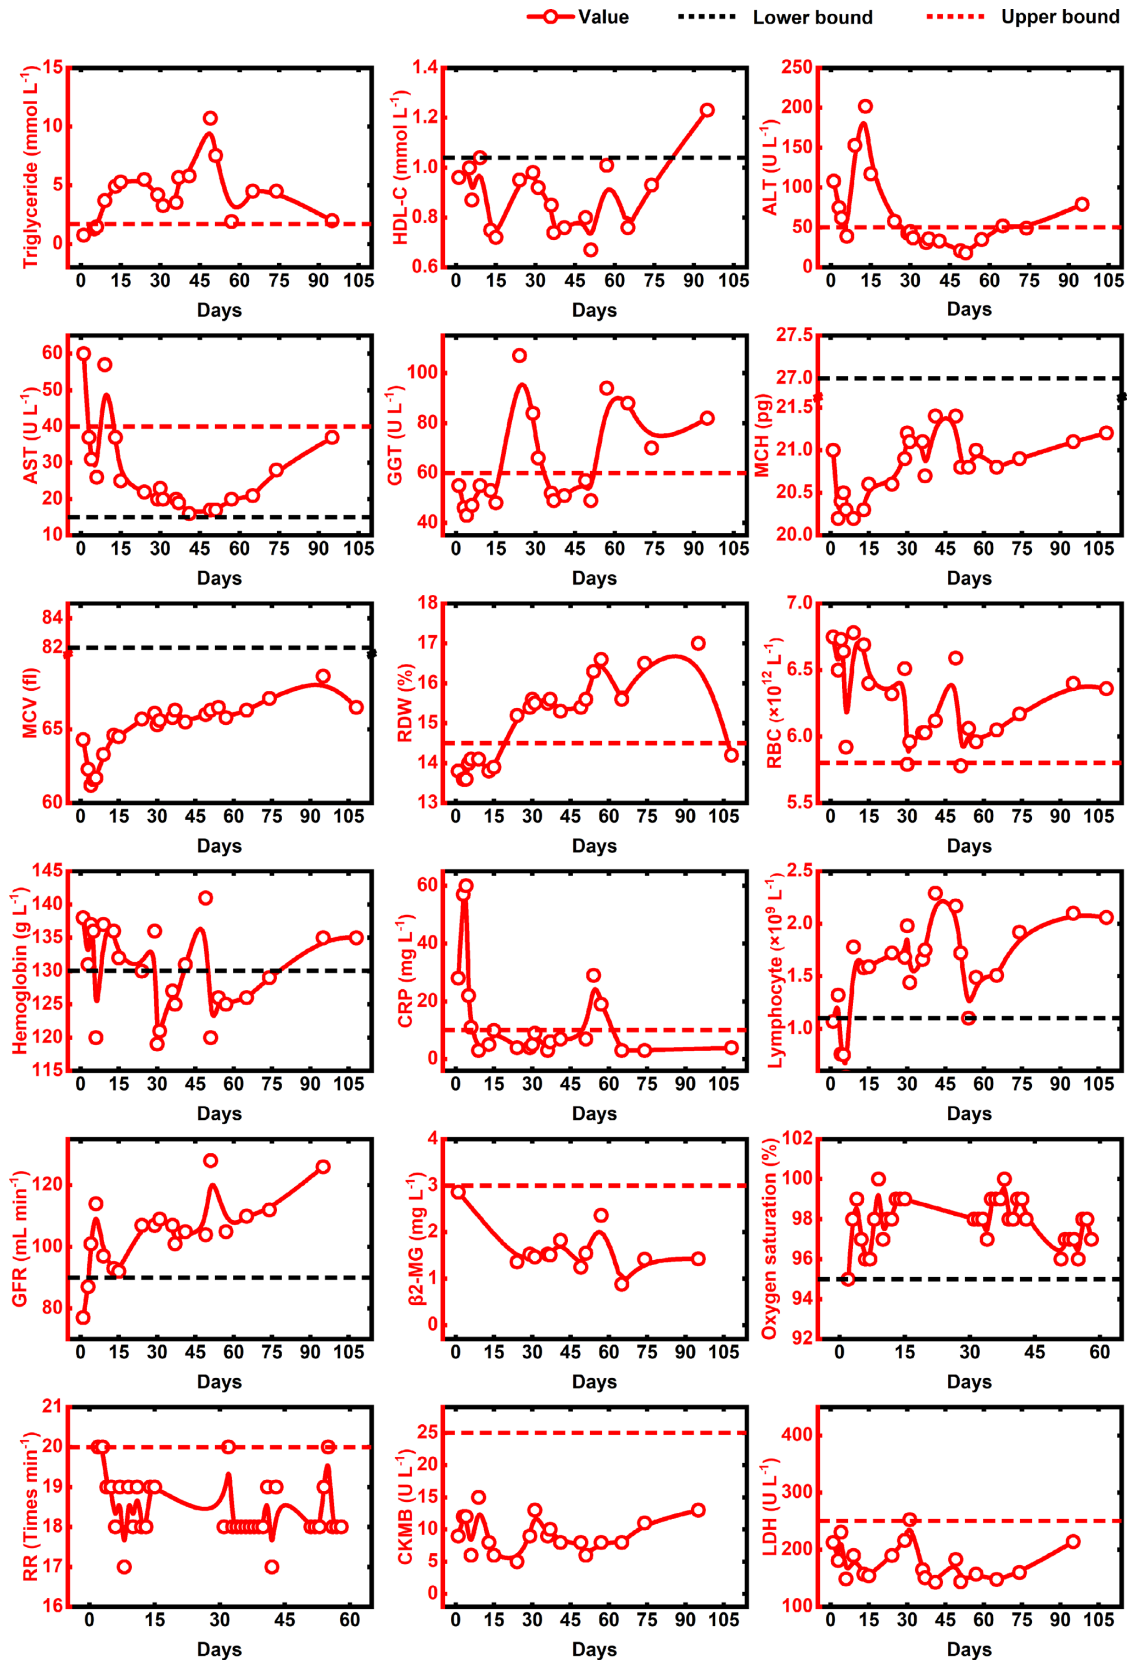 Value Lower bound Upper bound
Triglyceride (mmol L⁻¹)
15
10
5
0
0 15 30 45 60 75 90 105
Days
HDL-C (mmol L⁻¹)
1.4
1.2
1.0
0.8
0.6
0 15 30 45 60 75 90 105
Days
ALT (U L⁻¹)
250
200
150
100
50
0
0 15 30 45 60 75 90 105
Days
AST (U L⁻¹)
60
50
40
30
20
10
0 15 30 45 60 75 90 105
Days
GGT (U L⁻¹)
100
80
60
40
0 15 30 45 60 75 90 105
Days
MCH (pg)
27.5
27.0
21.5
21.0
20.5
20.0
0 15 30 45 60 75 90 105
Days
MCV (fl)
84
82
65
60
0 15 30 45 60 75 90 105
Days
RDW (%)
18
17
16
15
14
13
0 15 30 45 60 75 90 105
Days
RBC (×10¹² L⁻¹)
7.0
6.5
6.0
5.5
0 15 30 45 60 75 90 105
Days
Hemoglobin (g L⁻¹)
145
140
135
130
125
120
115
0 15 30 45 60 75 90 105
Days
CRP (mg L⁻¹)
60
40
20
0
0 15 30 45 60 75 90 105
Days
Lymphocyte (×10⁹ L⁻¹)
2.5
2.0
1.5
1.0
0 15 30 45 60 75 90 105
Days
GFR (mL min⁻¹)
120
100
80
0 15 30 45 60 75 90 105
Days
β2-MG (mg L⁻¹)
4
3
2
1
0
0 15 30 45 60 75 90 105
Days
Oxygen saturation (%)
102
100
98
96
94
92
0 15 30 45 60
Days
RR (Times min⁻¹)
21
20
19
18
17
16
0 15 30 45 60
Days
CKMB (U L⁻¹)
25
20
15
10
5
0
0 15 30 45 60 75 90 105
Days
LDH (U L⁻¹)
400
300
200
100
0 15 30 45 60 75 90 105
Days